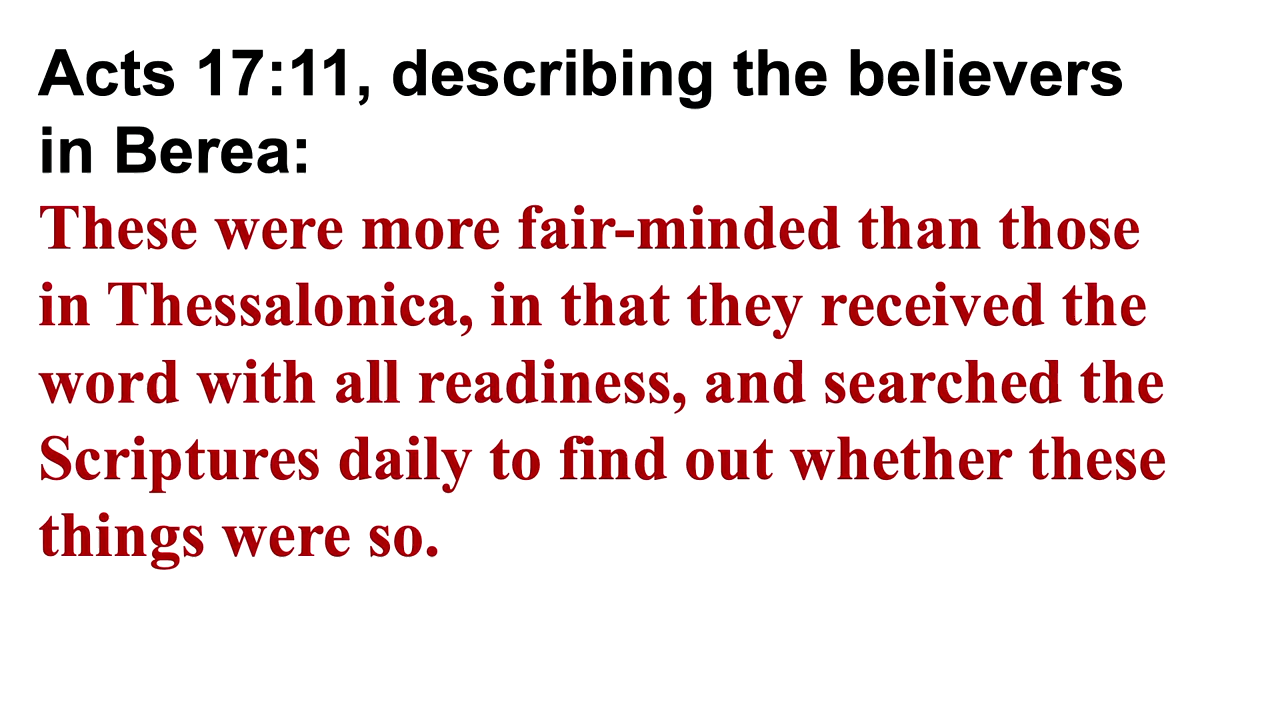 Acts 17:11, describing the believers
in Berea:
These were more fair-minded than those
in Thessalonica, in that they received the
word with all readiness, and searched the
Scriptures daily to find out whether these
things were so.